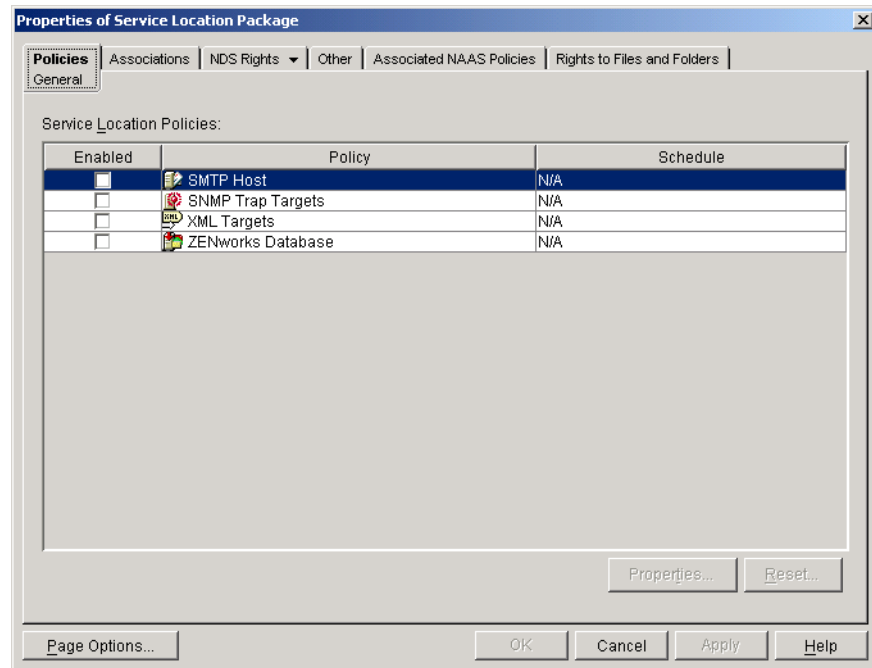 Properties of Service Location Package
Policies Associations NDS Rights Other Associated NAAS Policies Rights to Files and Folders
General
Service Location Policies:
Enabled Policy Schedule
SMTP Host N/A
SNMP Trap Targets N/A
XML Targets N/A
ZENworks Database N/A
Properties... Reset...
Page Options... OK Cancel Apply Help